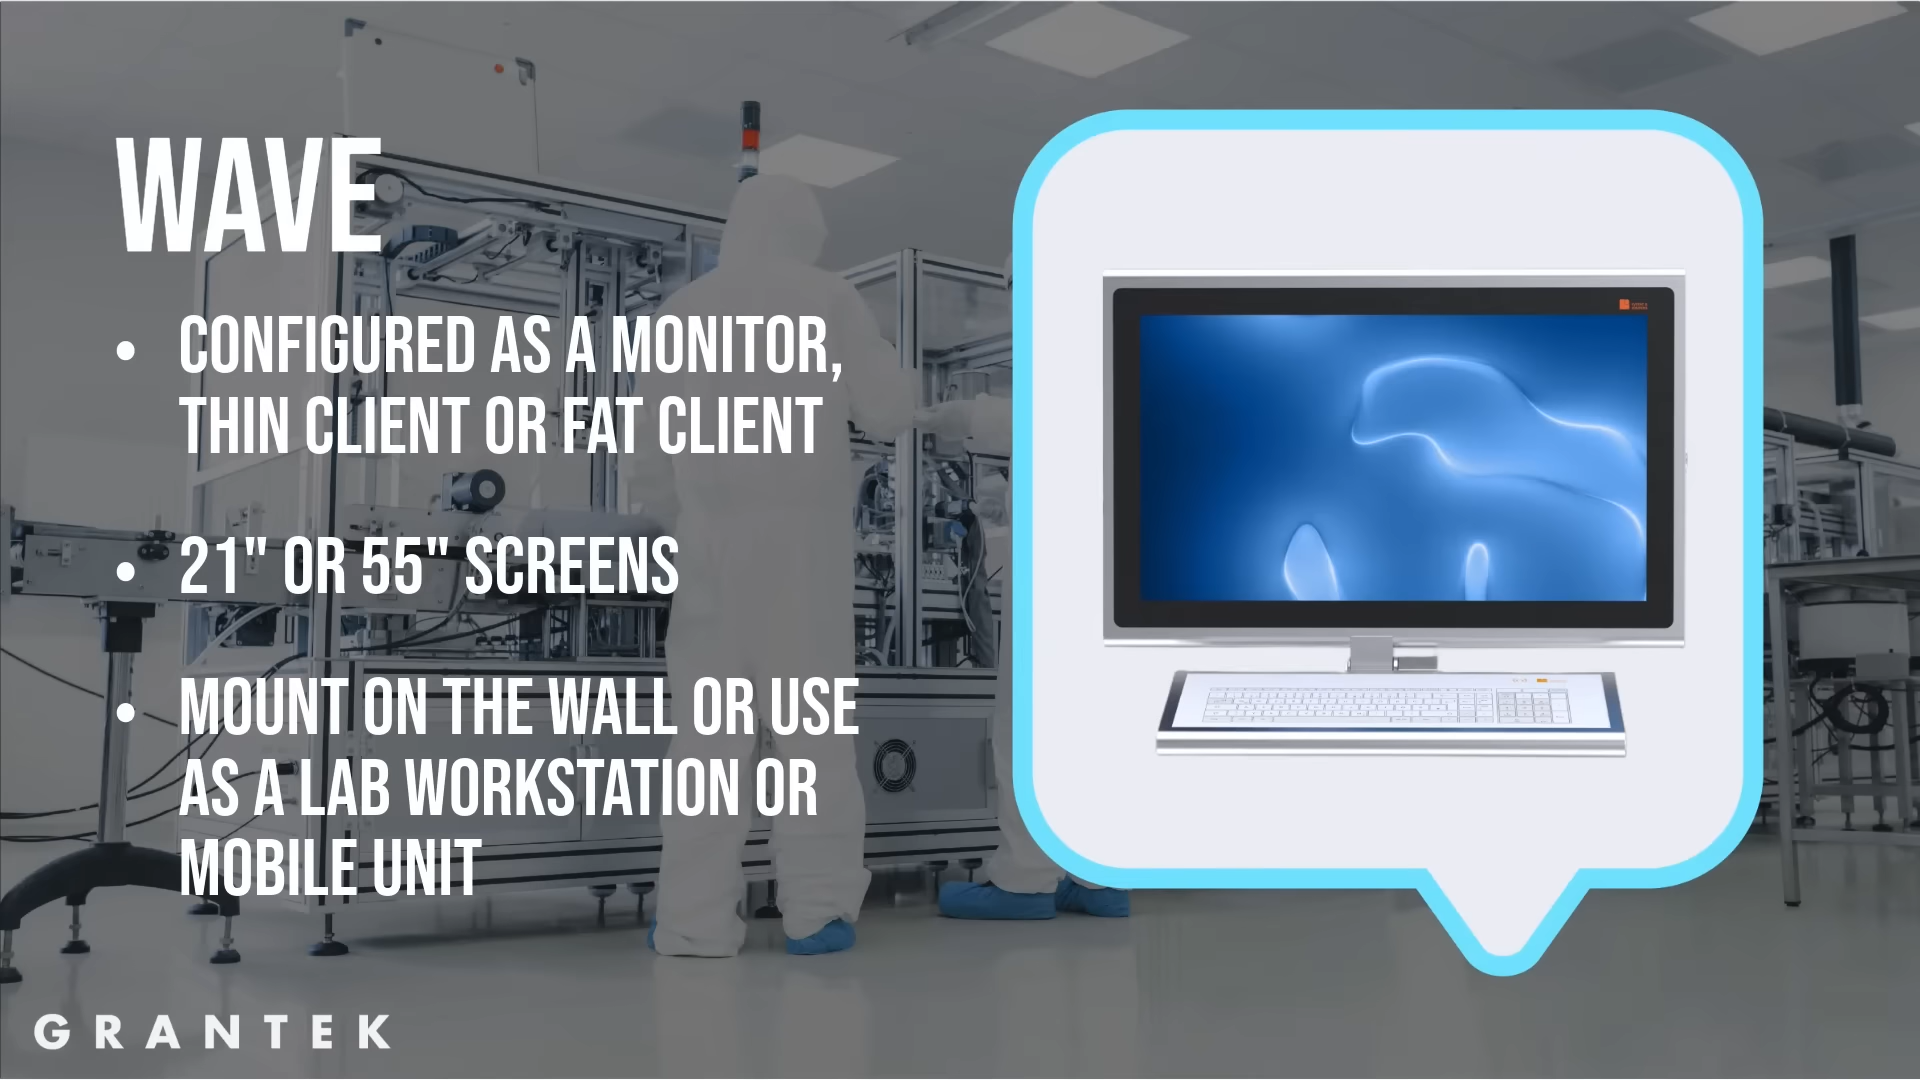 WAVE
• CONFIGURED AS A MONITOR,
THIN CLIENT OR FAT CLIENT
• 21" OR 55" SCREENS
• MOUNT ON THE WALL OR USE
AS A LAB WORKSTATION OR
MOBILE UNIT
GRANTEK